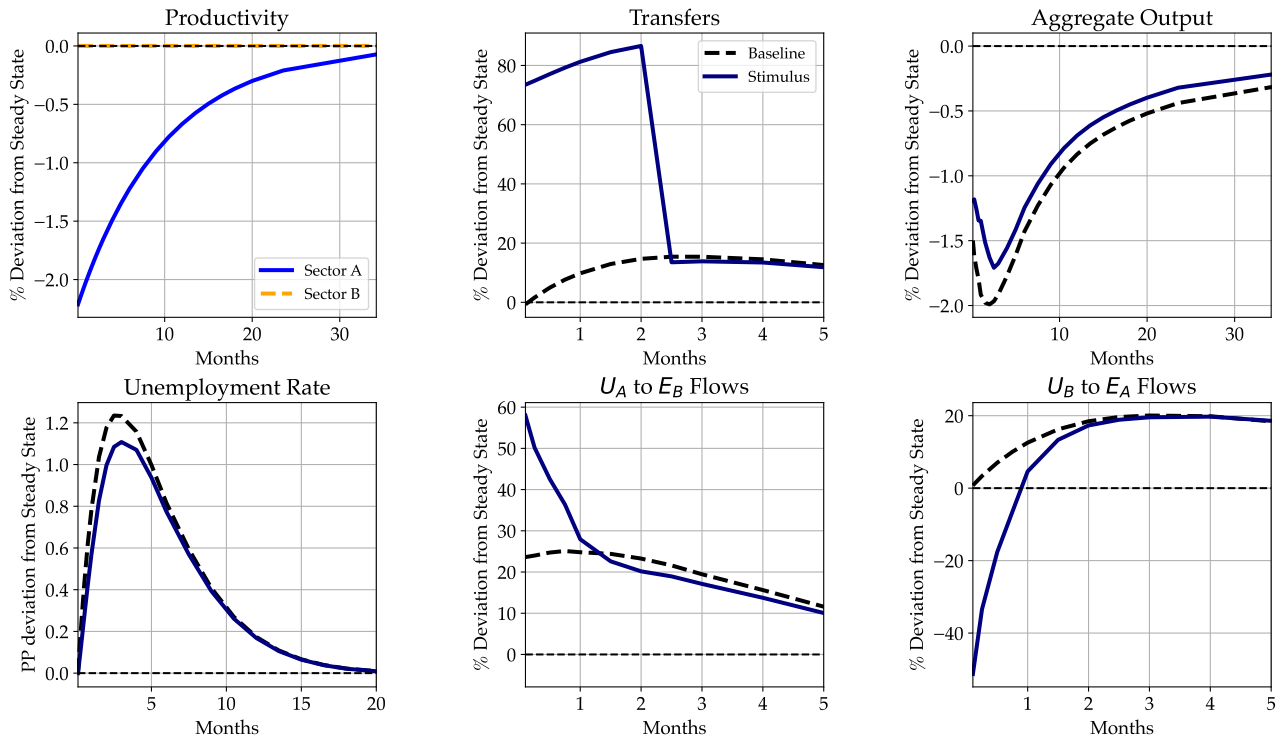 Productivity
% Deviation from Steady State
0.0
−0.5
−1.0
−1.5
−2.0
Sector A
Sector B
10
20
30
Months
Transfers
% Deviation from Steady State
80
60
40
20
0
Baseline
Stimulus
1
2
3
4
5
Months
Aggregate Output
% Deviation from Steady State
0.0
−0.5
−1.0
−1.5
−2.0
10
20
30
Months
Unemployment Rate
PP deviation from Steady State
1.2
1.0
0.8
0.6
0.4
0.2
0.0
5
10
15
20
Months
U_A to E_B Flows
% Deviation from Steady State
60
50
40
30
20
10
0
1
2
3
4
5
Months
U_B to E_A Flows
% Deviation from Steady State
20
0
−20
−40
1
2
3
4
5
Months